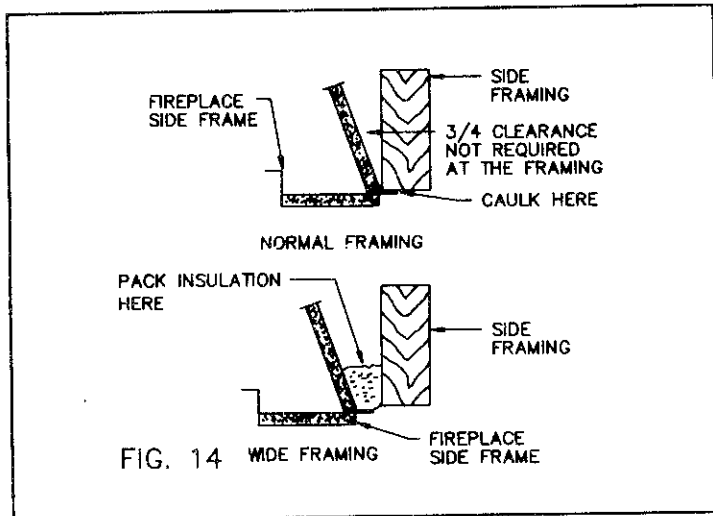 FIREPLACE
SIDE FRAME
SIDE
FRAMING
3/4 CLEARANCE
NOT REQUIRED
AT THE FRAMING
CAULK HERE
NORMAL FRAMING
PACK INSULATION
HERE
SIDE
FRAMING
FIREPLACE
SIDE FRAME
FIG. 14 WIDE FRAMING